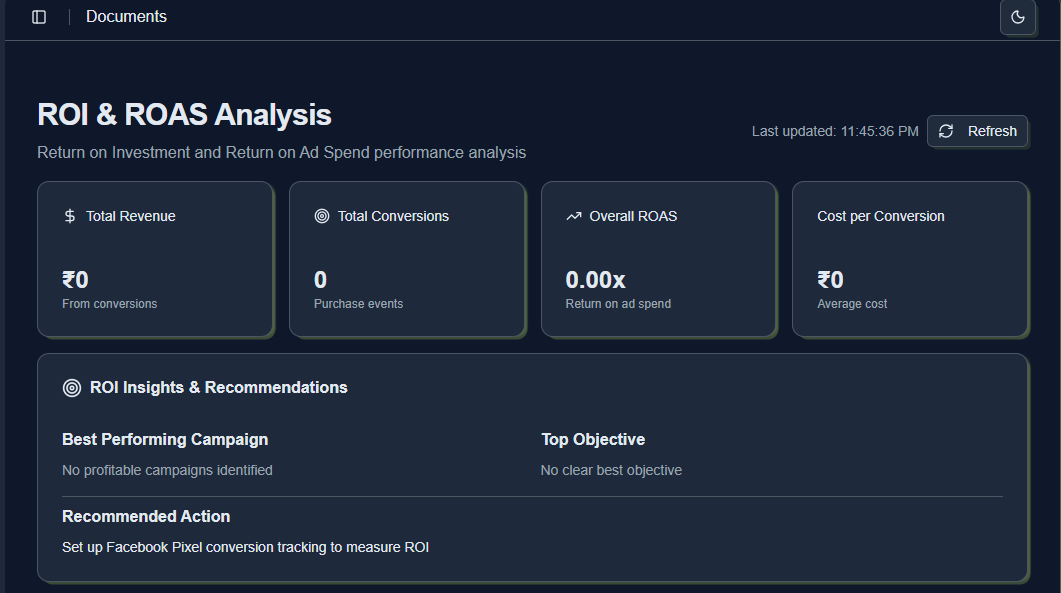 Documents
ROI & ROAS Analysis
Last updated: 11:45:36 PM
Refresh
Return on Investment and Return on Ad Spend performance analysis
Total Revenue
₹0
From conversions
Total Conversions
0
Purchase events
Overall ROAS
0.00x
Return on ad spend
Cost per Conversion
₹0
Average cost
ROI Insights & Recommendations
Best Performing Campaign
No profitable campaigns identified
Top Objective
No clear best objective
Recommended Action
Set up Facebook Pixel conversion tracking to measure ROI